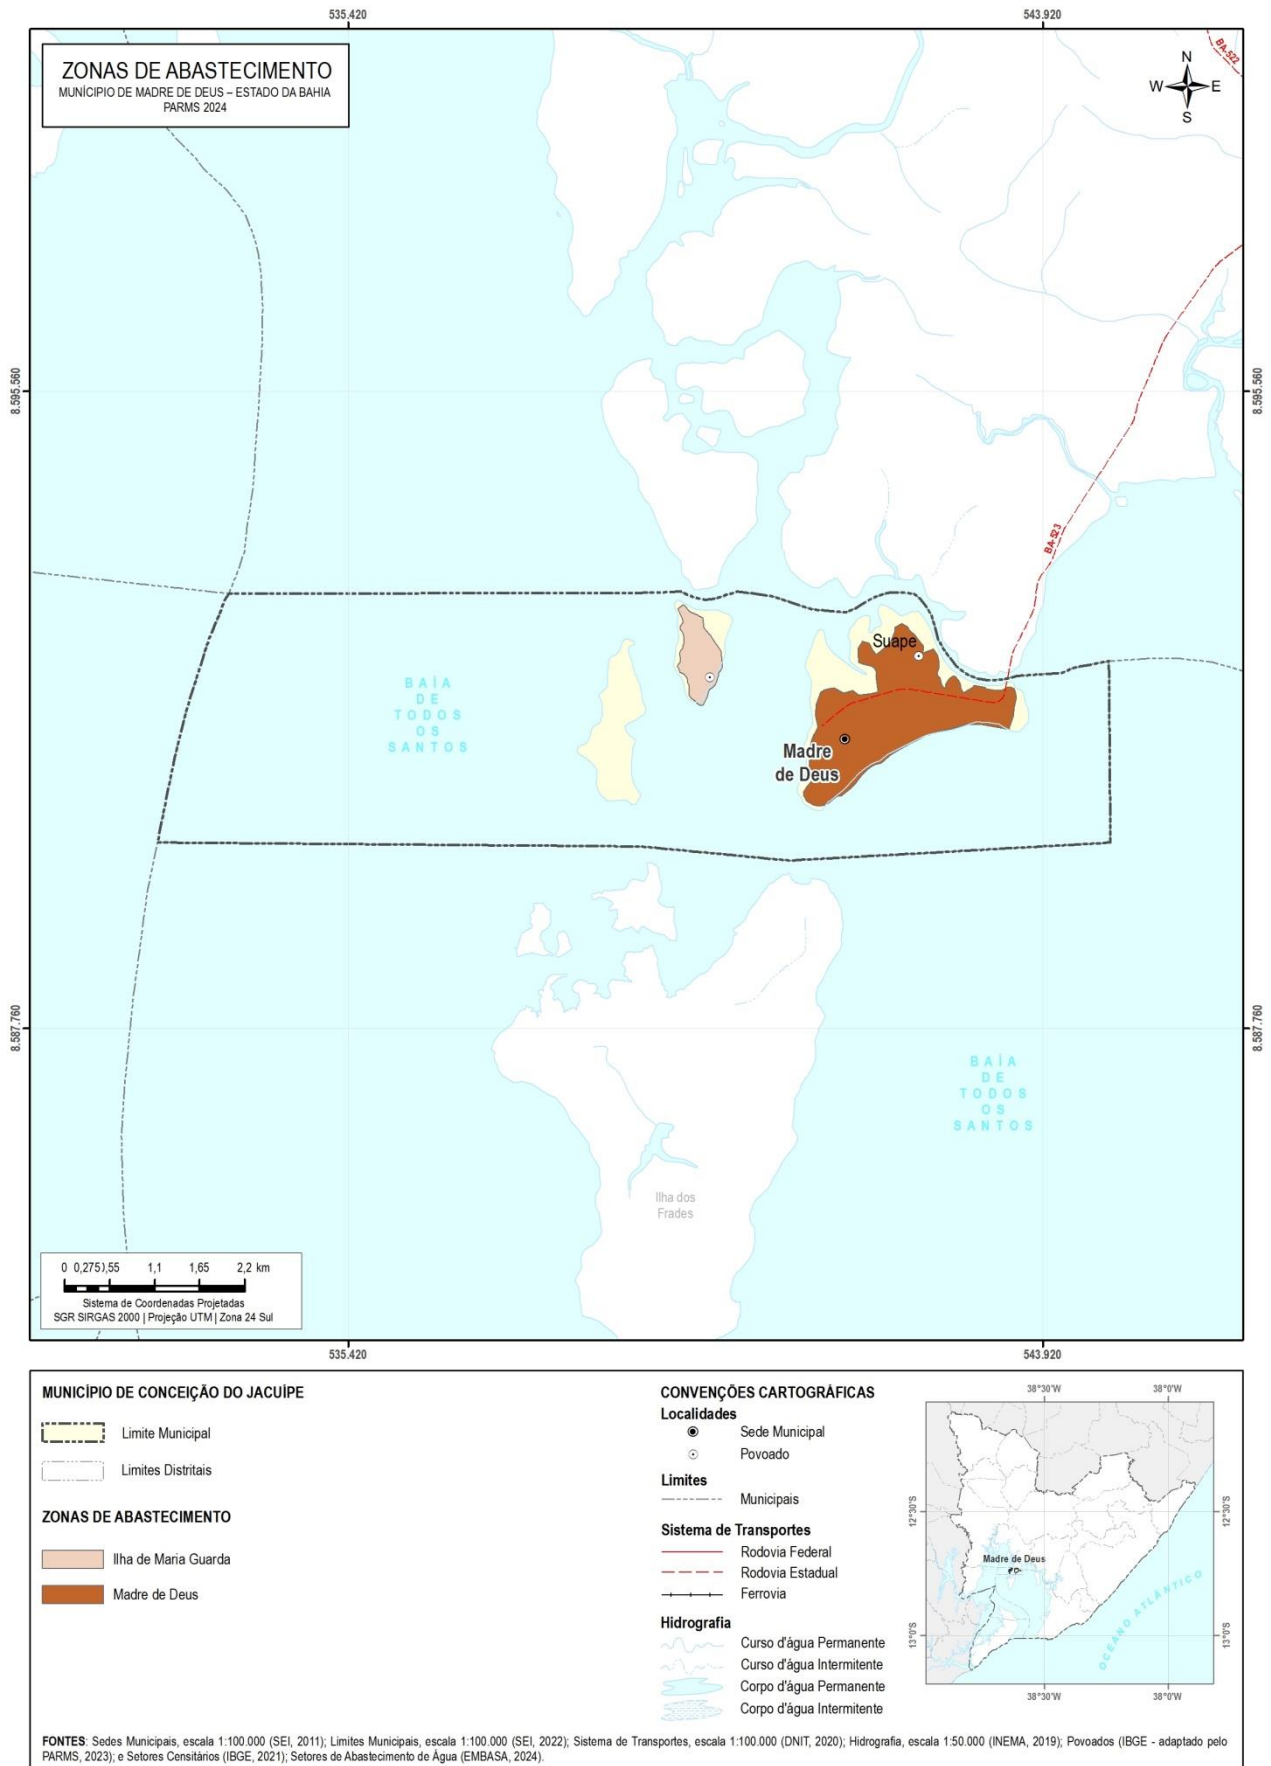 535.420
543.920
ZONAS DE ABASTECIMENTO
MUNÍCIPIO DE MADRE DE DEUS – ESTADO DA BAHIA
PARMS 2024
BA-522
N
W E
S
8.595.560
8.595.560
BA-523
Suape
BAÍA
DE
TODOS
OS
SANTOS
Madre
de Deus
8.587.760
8.587.760
BAÍA
DE
TODOS
OS
SANTOS
Ilha dos
Frades
0 0,275 ),55 1,1 1,65 2,2 km
Sistema de Coordenadas Projetadas
SGR SIRGAS 2000 | Projeção UTM | Zona 24 Sul
535.420
543.920
MUNICÍPIO DE CONCEIÇÃO DO JACUÍPE
Limite Municipal
Limites Distritais
ZONAS DE ABASTECIMENTO
Ilha de Maria Guarda
Madre de Deus
CONVENÇÕES CARTOGRÁFICAS
Localidades
Sede Municipal
Povoado
Limites
Municipais
Sistema de Transportes
Rodovia Federal
Rodovia Estadual
Ferrovia
Hidrografia
Curso d'água Permanente
Curso d'água Intermitente
Corpo d'água Permanente
Corpo d'água Intermitente
38°30'W 38°0'W
12°30'S
12°30'S
Madre de Deus
OCEANO ATLÂNTICO
13°0'S
13°0'S
38°30'W 38°0'W
FONTES: Sedes Municipais, escala 1:100.000 (SEI, 2011); Limites Municipais, escala 1:100.000 (SEI, 2022); Sistema de Transportes, escala 1:100.000 (DNIT, 2020); Hidrografia, escala 1:50.000 (INEMA, 2019); Povoados (IBGE - adaptado pelo
PARMS, 2023); e Setores Censitários (IBGE, 2021); Setores de Abastecimento de Água (EMBASA, 2024).